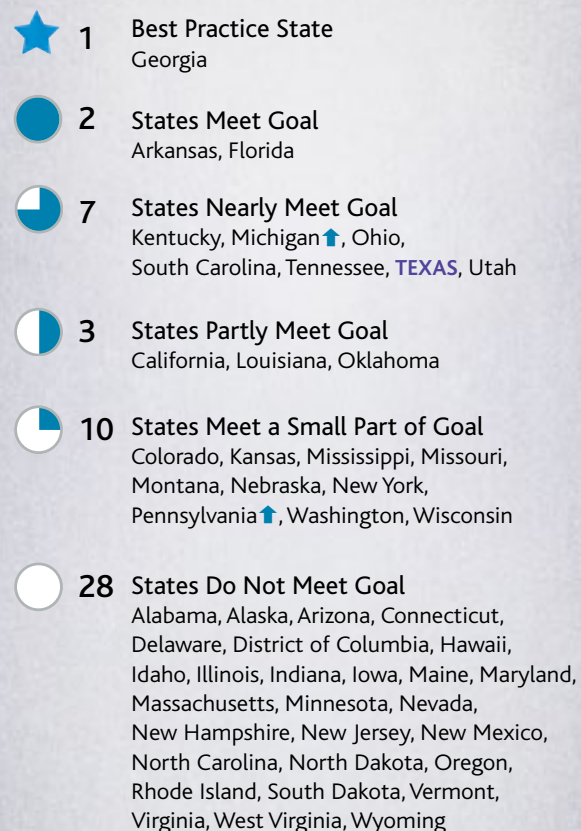 1 Best Practice State
Georgia
2 States Meet Goal
Arkansas, Florida
7 States Nearly Meet Goal
Kentucky, Michigan⬆, Ohio,
South Carolina, Tennessee, TEXAS, Utah
3 States Partly Meet Goal
California, Louisiana, Oklahoma
10 States Meet a Small Part of Goal
Colorado, Kansas, Mississippi, Missouri,
Montana, Nebraska, New York,
Pennsylvania⬆, Washington, Wisconsin
28 States Do Not Meet Goal
Alabama, Alaska, Arizona, Connecticut,
Delaware, District of Columbia, Hawaii,
Idaho, Illinois, Indiana, Iowa, Maine, Maryland,
Massachusetts, Minnesota, Nevada,
New Hampshire, New Jersey, New Mexico,
North Carolina, North Dakota, Oregon,
Rhode Island, South Dakota, Vermont,
Virginia, West Virginia, Wyoming